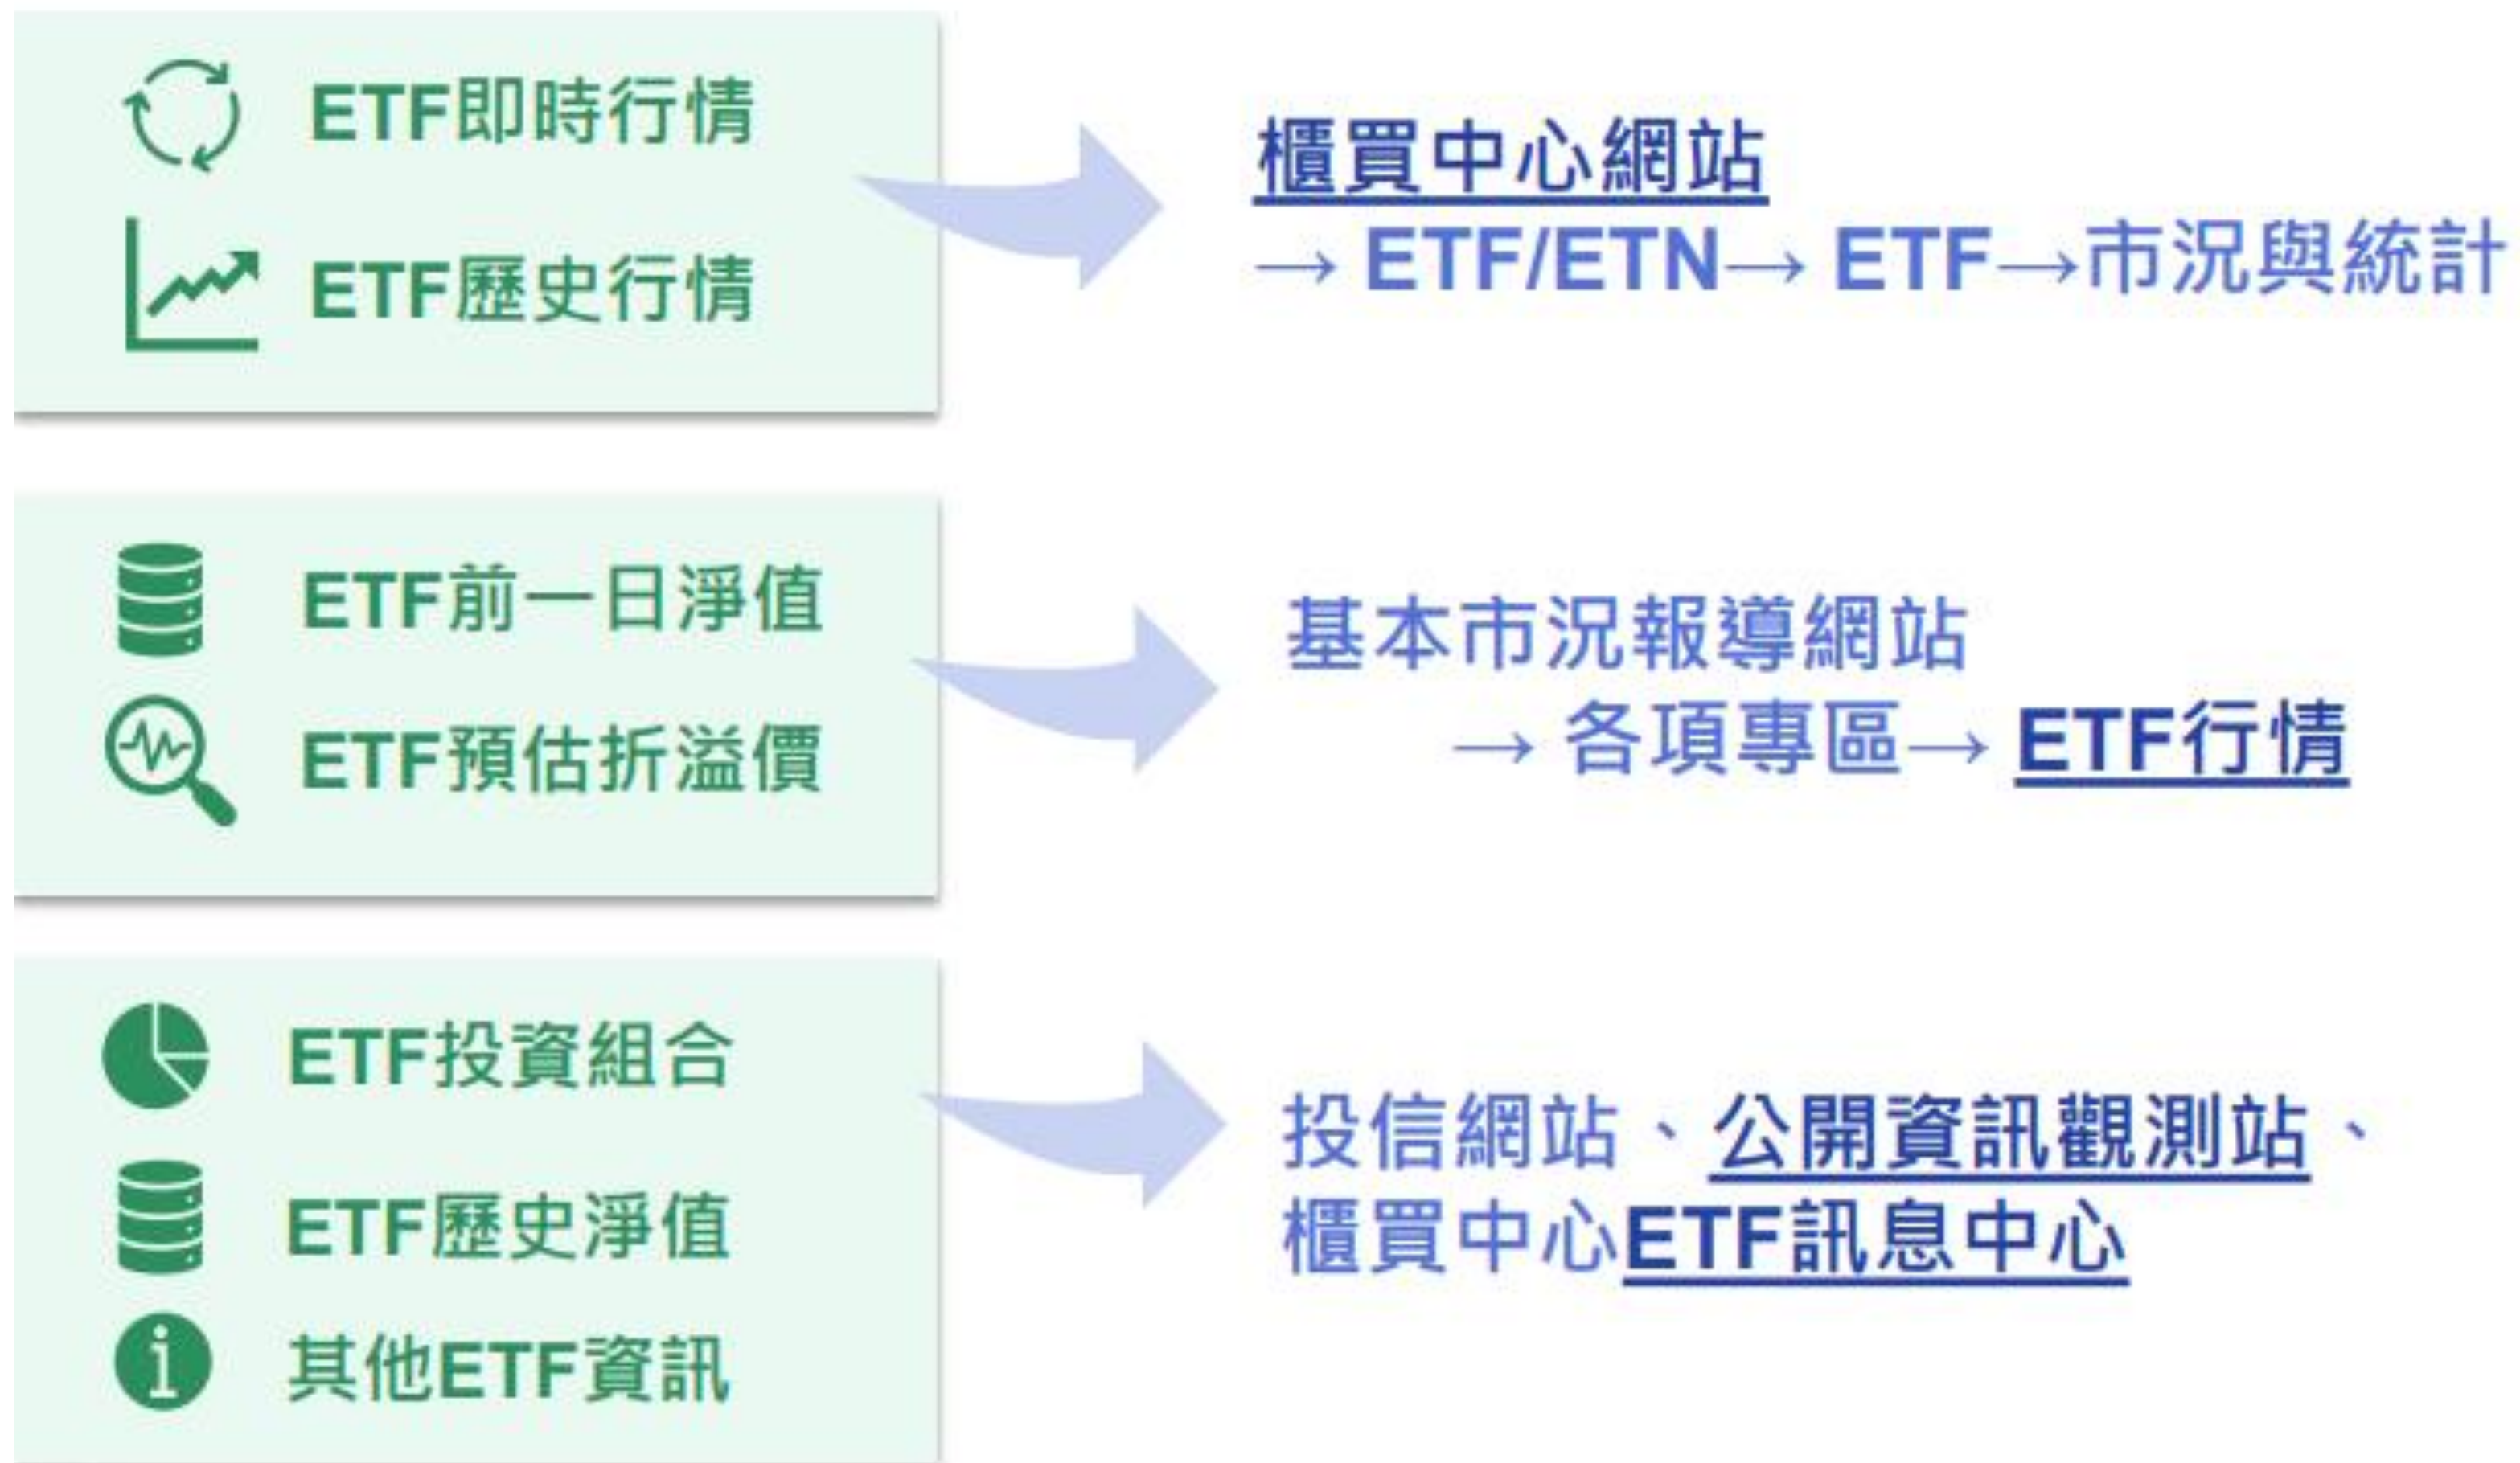 ETF即時行情
ETF歷史行情
櫃買中心網站
→ ETF/ETN→ ETF→市況與統計
ETF前一日淨值
ETF預估折溢價
基本市況報導網站
→ 各項專區→ ETF行情
ETF投資組合
ETF歷史淨值
其他ETF資訊
投信網站、公開資訊觀測站、
櫃買中心ETF訊息中心